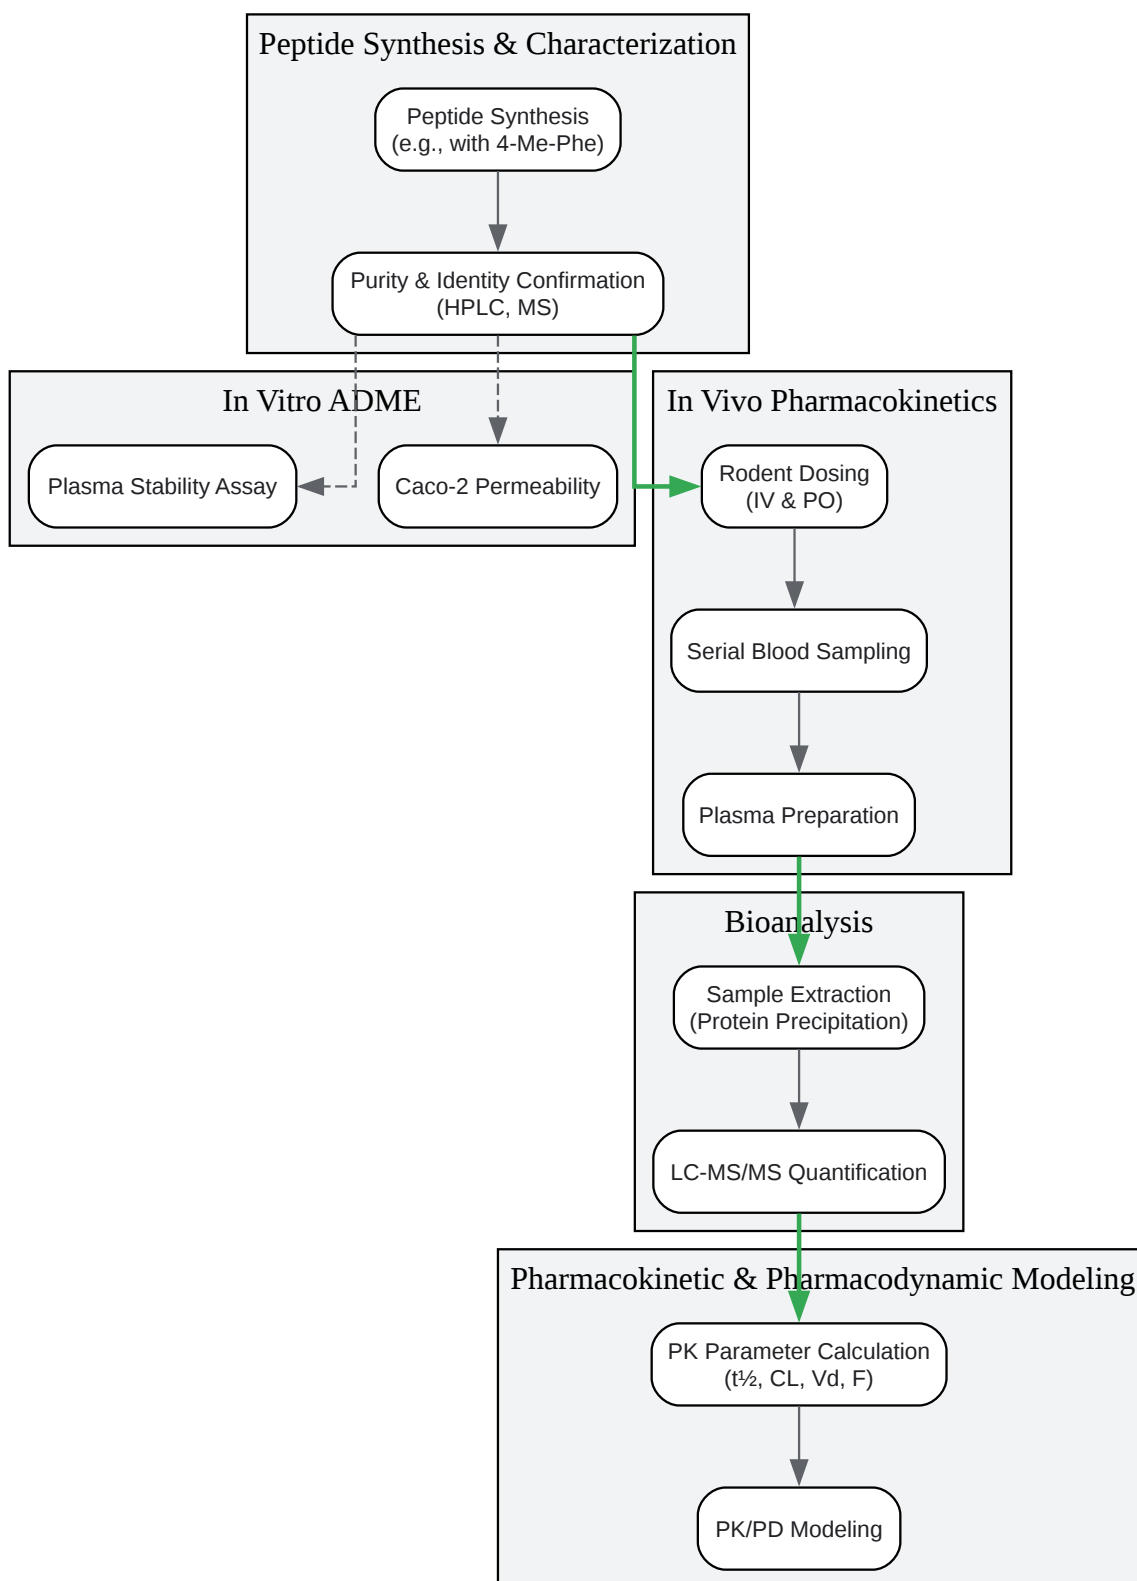 Peptide Synthesis & Characterization
Peptide Synthesis
(e.g., with 4-Me-Phe)
Purity & Identity Confirmation
(HPLC, MS)
In Vitro ADME
Plasma Stability Assay
Caco-2 Permeability
In Vivo Pharmacokinetics
Rodent Dosing
(IV & PO)
Serial Blood Sampling
Plasma Preparation
Bioanalysis
Sample Extraction
(Protein Precipitation)
LC-MS/MS Quantification
Pharmacokinetic & Pharmacodynamic Modeling
PK Parameter Calculation
(t½, CL, Vd, F)
PK/PD Modeling